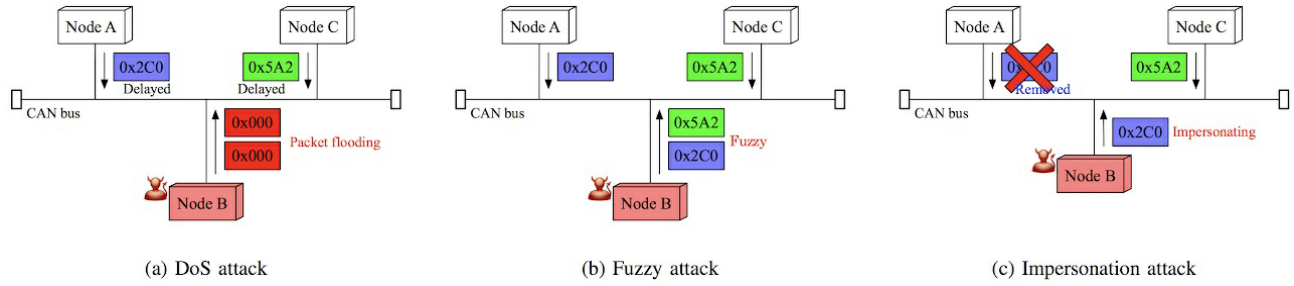 Node A
Node C
0x2C0
0x5A2
Delayed
Delayed
CAN bus
0x000
Packet flooding
0x000
Node B
(a) DoS attack
Node A
Node C
0x2C0
0x5A2
CAN bus
0x5A2
Fuzzy
0x2C0
Node B
(b) Fuzzy attack
Node A
Node C
0x5A2
Removed
CAN bus
0x2C0
Impersonating
Node B
(c) Impersonation attack